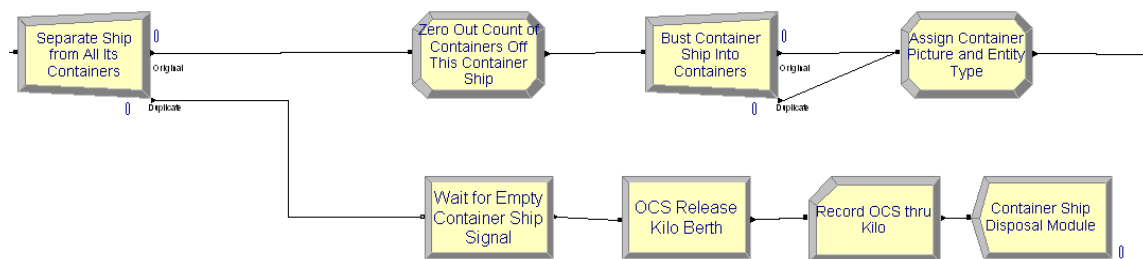 Separate Ship
from All Its
Containers
0
Original
0
Duplicate
Zero Out Count of
Containers Off
This Container
Ship
Bust Container
Ship Into
Containers
0
Original
0
Duplicate
Assign Container
Picture and Entity
Type
Wait for Empty
Container Ship
Signal
OCS Release
Kilo Berth
Record OCS thru
Kilo
Container Ship
Disposal Module
0